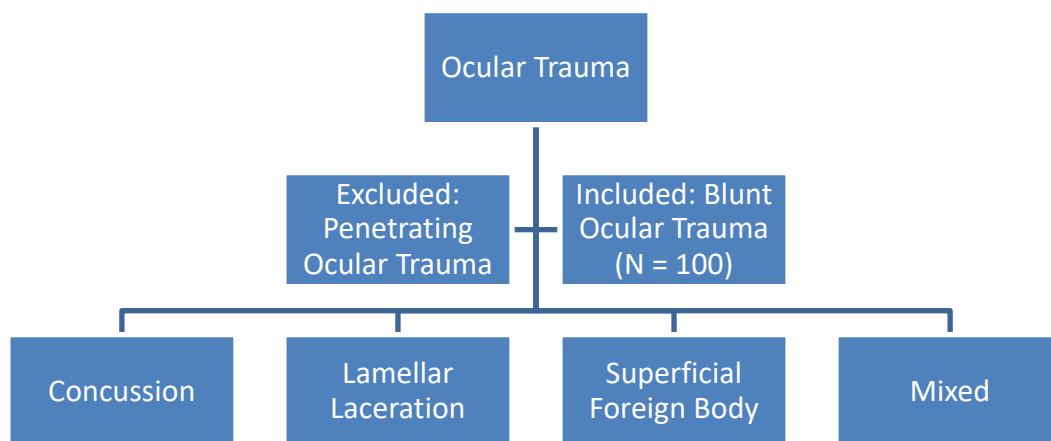 Ocular Trauma
Excluded:
Penetrating
Ocular Trauma
Included: Blunt
Ocular Trauma
(N = 100)
Concussion
Lamellar
Laceration
Superficial
Foreign Body
Mixed